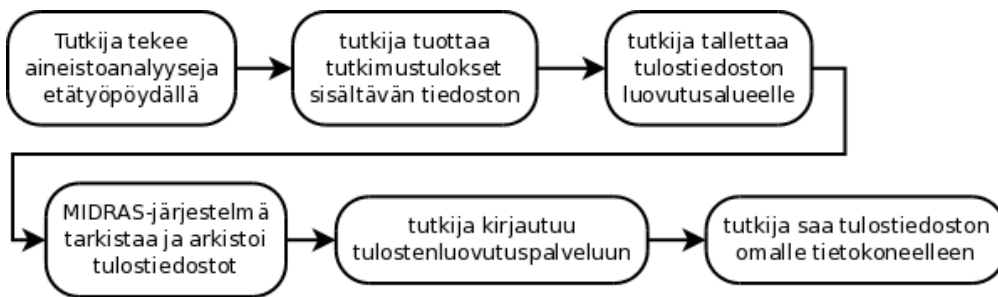 Tutkija tekee
aineistoanalyyseja
etätyöpöydällä
tutkija tuottaa
tutkimustulokset
sisältävän tiedoston
tutkija tallettaa
tulostiedoston
luovutusalueelle
MIDRAS-järjestelmä
tarkistaa ja arkistoi
tulostiedostot
tutkija kirjautuu
tulostenluovutuspalveluun
tutkija saa tulostiedoston
omalle tietokoneelleen